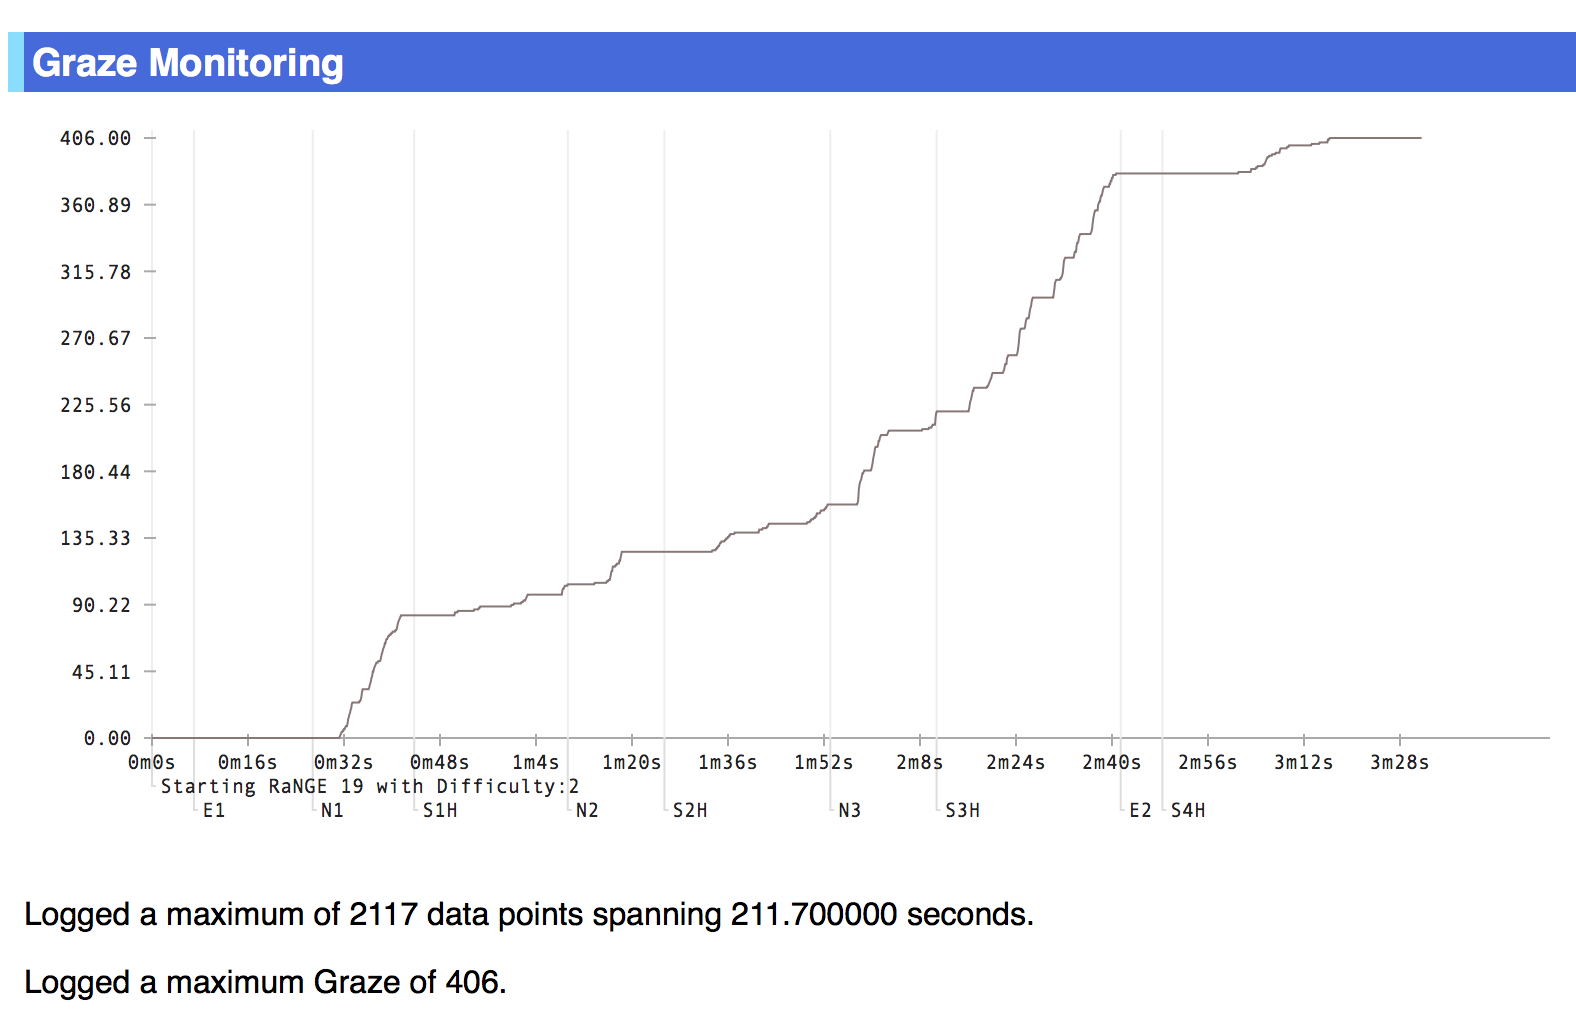 Graze Monitoring
406.00
360.89
315.78
270.67
225.56
180.44
135.33
90.22
45.11
0.00
0m0s 0m16s 0m32s 0m48s 1m4s 1m20s 1m36s 1m52s 2m8s 2m24s 2m40s 2m56s 3m12s 3m28s
Starting RaNGE 19 with Difficulty:2
E1 N1 S1H N2 S2H N3 S3H E2 S4H
Logged a maximum of 2117 data points spanning 211.700000 seconds.
Logged a maximum Graze of 406.